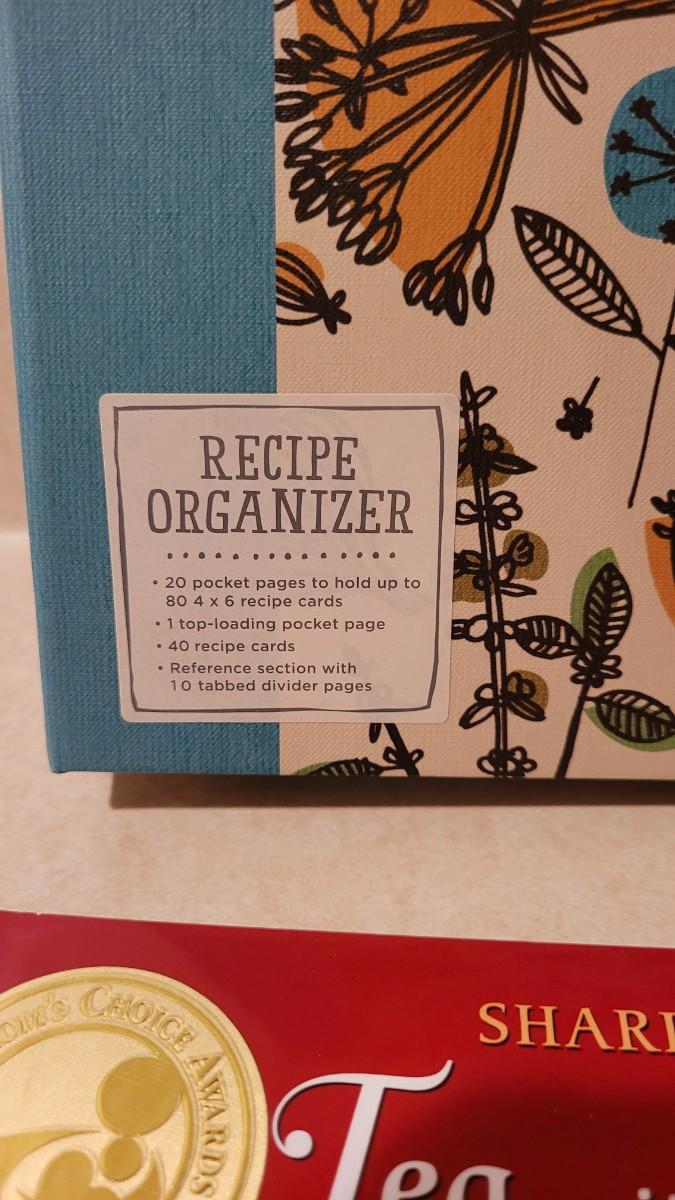 RECIPE
ORGANIZER
• 20 pocket pages to hold up to
80 4 x 6 recipe cards
• 1 top-loading pocket page
• 40 recipe cards
• Reference section with
10 tabbed divider pages
CHOICE AWARDS
Tea